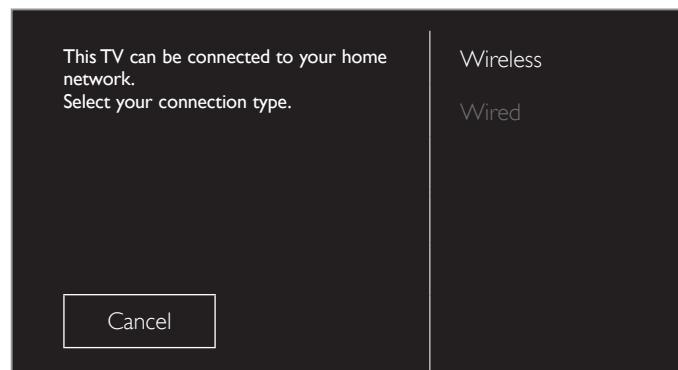 This TV can be connected to your home
network.
Select your connection type.
Wireless
Wired
Cancel